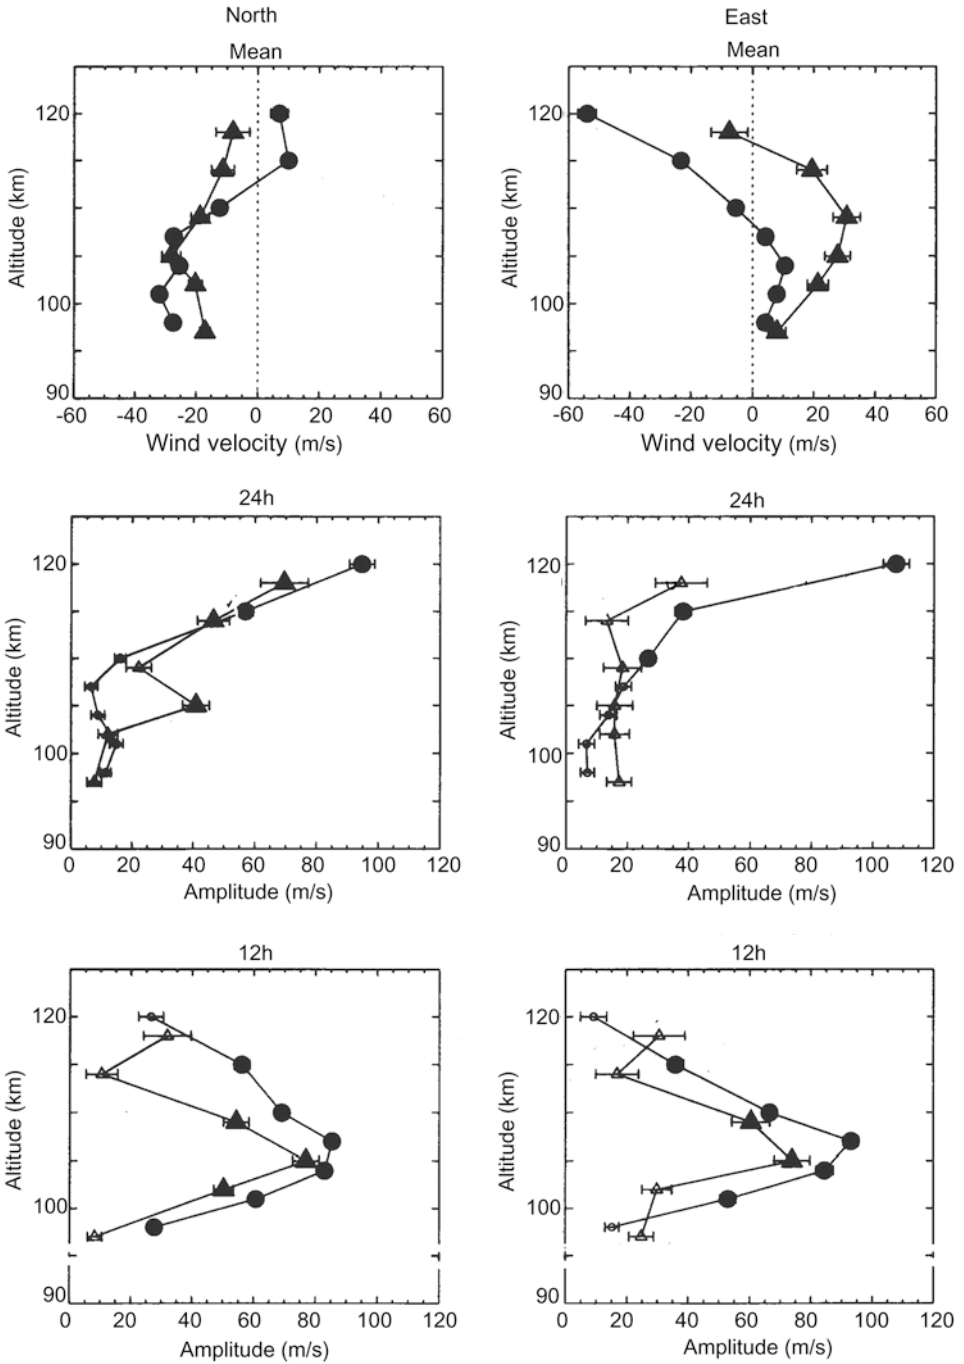 North East
Mean Mean
120 120
Altitude (km) Altitude (km)
100 100
90 90
-60 -40 -20 0 20 40 60 -60 -40 -20 0 20 40 60
Wind velocity (m/s) Wind velocity (m/s)
24h 24h
120 120
Altitude (km) Altitude (km)
100 100
90 90
0 20 40 60 80 100 120 0 20 40 60 80 100 120
Amplitude (m/s) Amplitude (m/s)
12h 12h
120 120
Altitude (km) Altitude (km)
100 100
90 90
0 20 40 60 80 100 120 0 20 40 60 80 100 120
Amplitude (m/s) Amplitude (m/s)